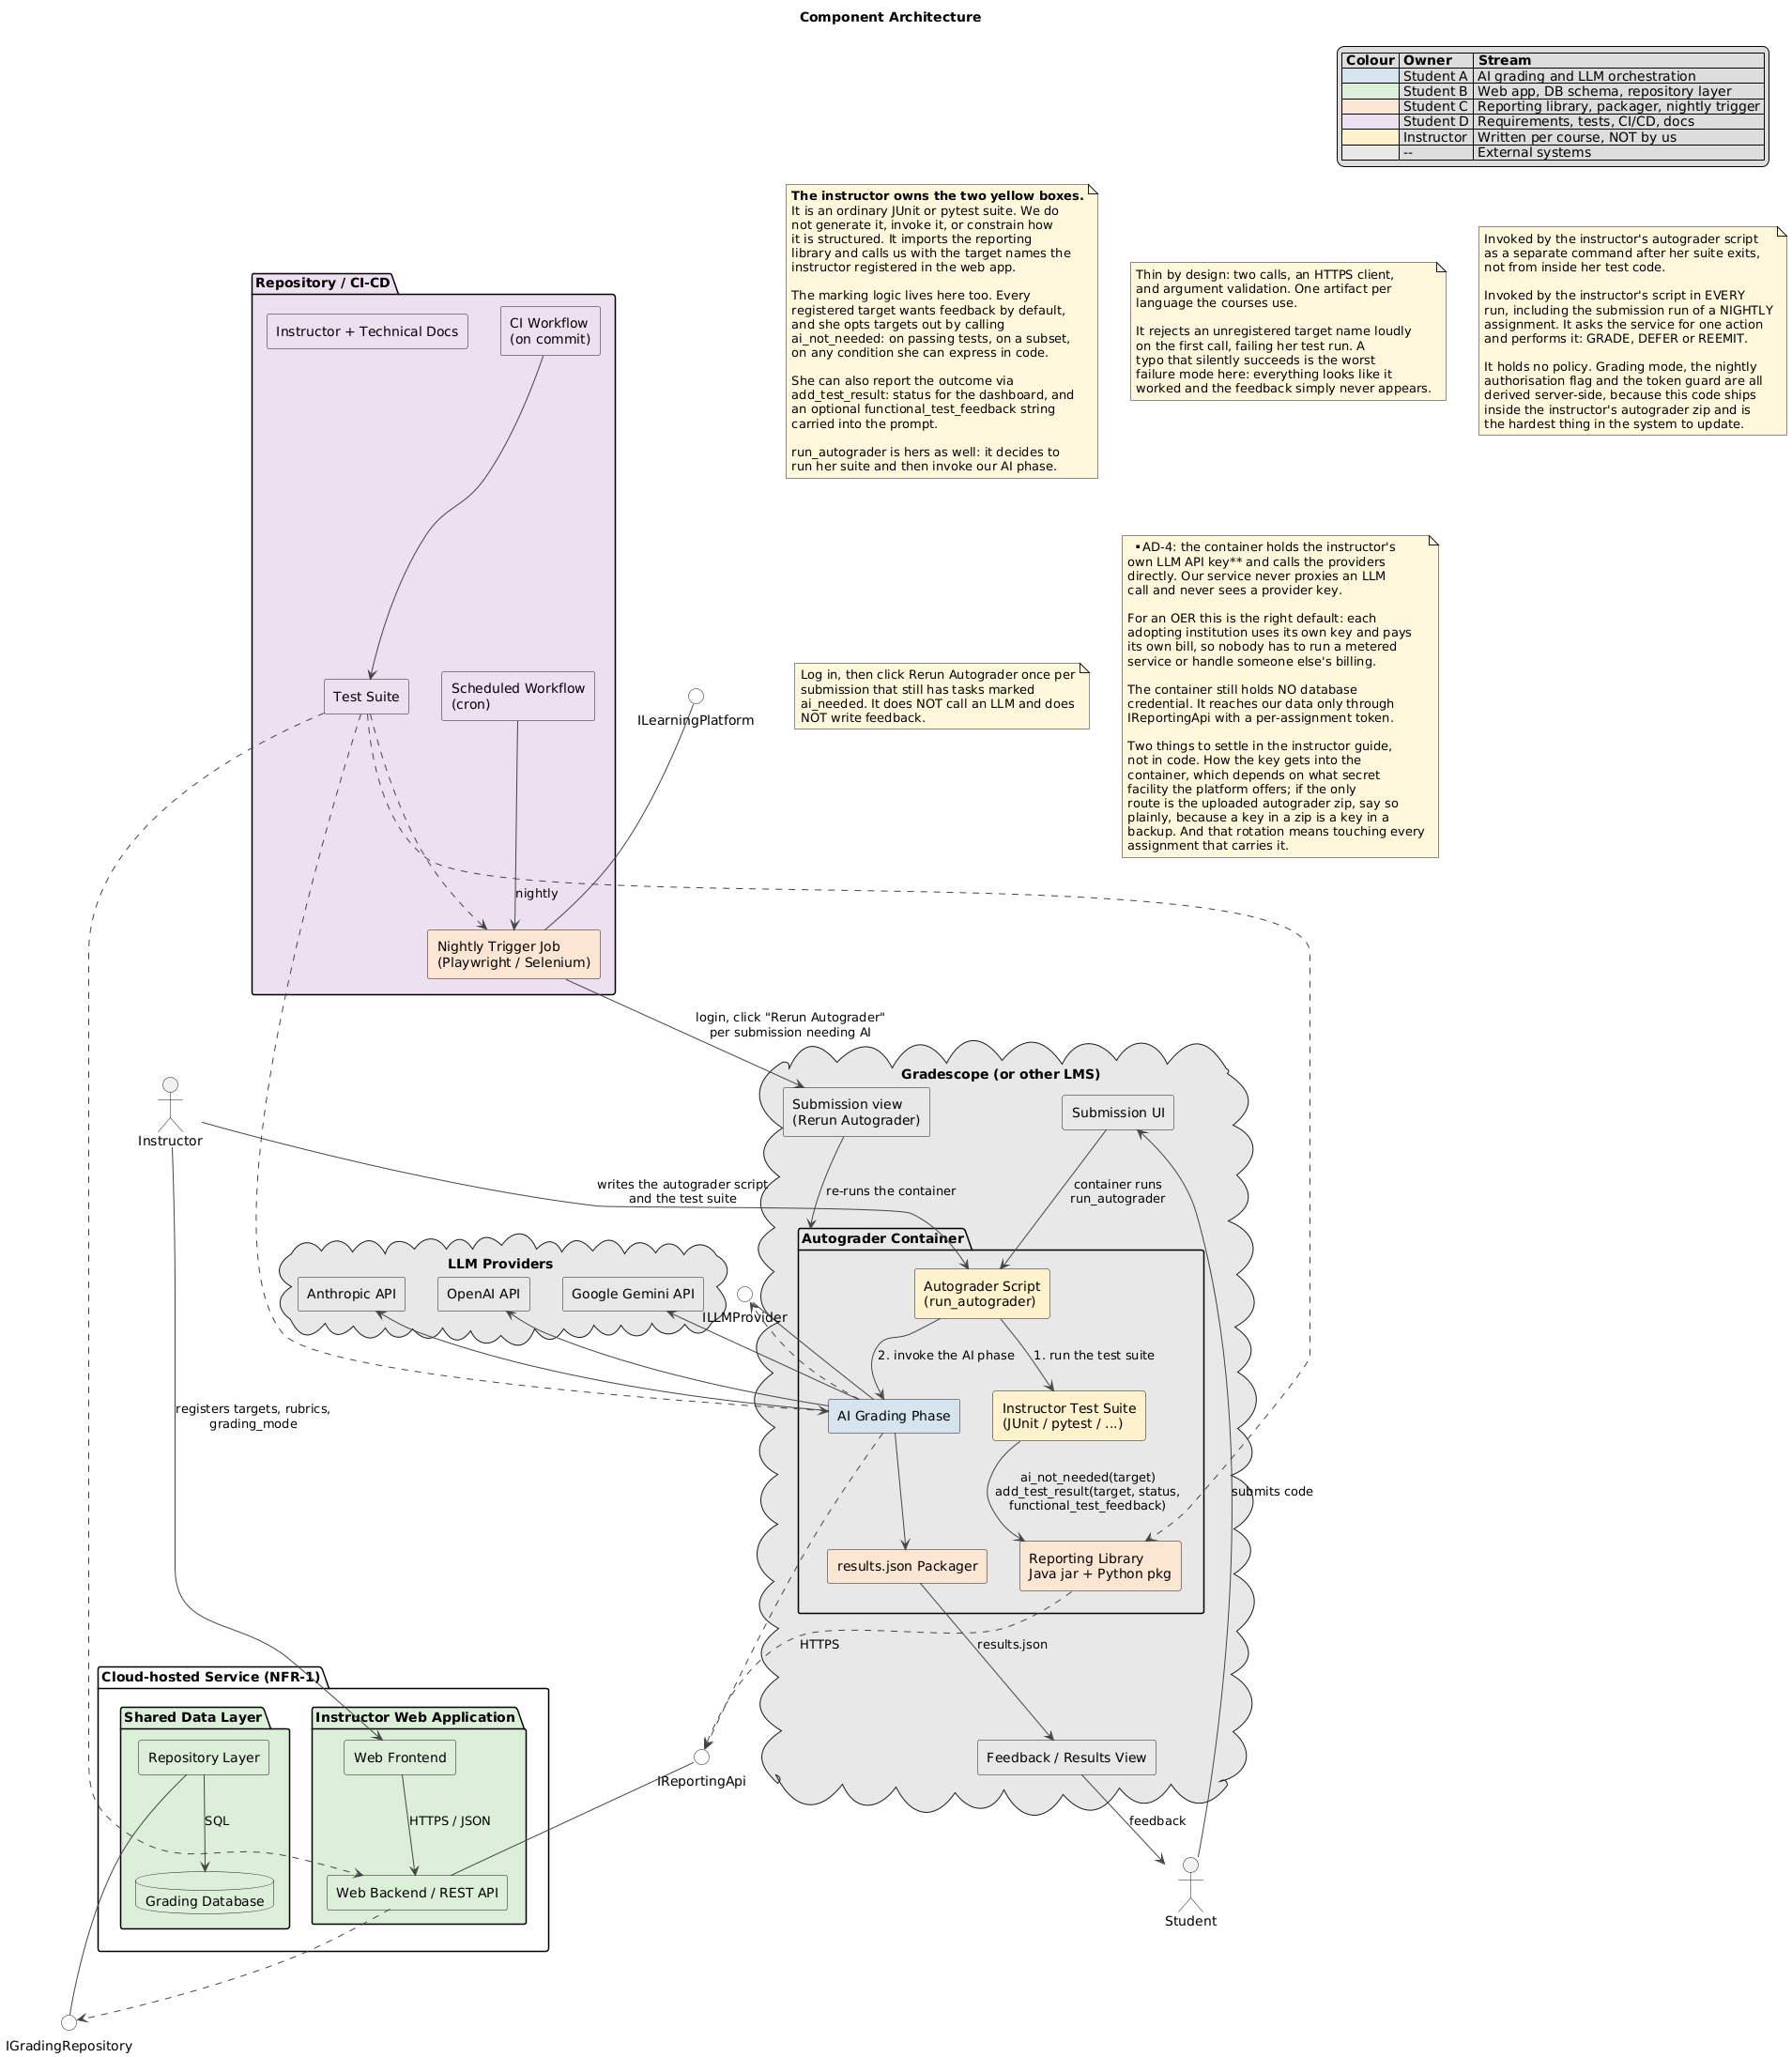 Component Architecture
Colour Owner Stream
Student A AI grading and LLM orchestration
Student B Web app, DB schema, repository layer
Student C Reporting library, packager, nightly trigger
Student D Requirements, tests, CI/CD, docs
Instructor Written per course, NOT by us
-- External systems
The instructor owns the two yellow boxes.
It is an ordinary JUnit or pytest suite. We do
not generate it, invoke it, or constrain how
it is structured. It imports the reporting
library and calls us with the target names the
instructor registered in the web app.
The marking logic lives here too. Every
registered target wants feedback by default,
and she opts targets out by calling
ai_not_needed: on passing tests, on a subset,
on any condition she can express in code.
She can also report the outcome via
add_test_result: status for the dashboard, and
an optional functional_test_feedback string
carried into the prompt.
run_autograder is hers as well: it decides to
run her suite and then invoke our AI phase.
Thin by design: two calls, an HTTPS client,
and argument validation. One artifact per
language the courses use.
It rejects an unregistered target name loudly
on the first call, failing her test run. A
typo that silently succeeds is the worst
failure mode here: everything looks like it
worked and the feedback simply never appears.
Invoked by the instructor's autograder script
as a separate command after her suite exits,
not from inside her test code.
Invoked by the instructor's script in EVERY
run, including the submission run of a NIGHTLY
assignment. It asks the service for one action
and performs it: GRADE, DEFER or REEMIT.
It holds no policy. Grading mode, the nightly
authorisation flag and the token guard are all
derived server-side, because this code ships
inside the instructor's autograder zip and is
the hardest thing in the system to update.
Repository / CI-CD
Instructor + Technical Docs
CI Workflow
(on commit)
▪AD-4: the container holds the instructor's
own LLM API key** and calls the providers
directly. Our service never proxies an LLM
call and never sees a provider key.
For an OER this is the right default: each
adopting institution uses its own key and pays
its own bill, so nobody has to run a metered
service or handle someone else's billing.
The container still holds NO database
credential. It reaches our data only through
IReportingApi with a per-assignment token.
Two things to settle in the instructor guide,
not in code. How the key gets into the
container, which depends on what secret
facility the platform offers; if the only
route is the uploaded autograder zip, say so
plainly, because a key in a zip is a key in a
backup. And that rotation means touching every
assignment that carries it.
Log in, then click Rerun Autograder once per
submission that still has tasks marked
ai_needed. It does NOT call an LLM and does
NOT write feedback.
Test Suite
Scheduled Workflow
(cron)
ILearningPlatform
nightly
Nightly Trigger Job
(Playwright / Selenium)
login, click "Rerun Autograder"
per submission needing AI
Gradescope (or other LMS)
Submission view
(Rerun Autograder)
Submission UI
Instructor
writes the autograder script
and the test suite
re-runs the container
container runs
run_autograder
Autograder Container
LLM Providers
Anthropic API
OpenAI API
Google Gemini API
ILLMProvider
Autograder Script
(run_autograder)
2. invoke the AI phase
1. run the test suite
registers targets, rubrics,
grading_mode
AI Grading Phase
Instructor Test Suite
(JUnit / pytest / ...)
ai_not_needed(target)
add_test_result(target, status,
functional_test_feedback)
submits code
results.json Packager
Reporting Library
Java jar + Python pkg
HTTPS
results.json
Cloud-hosted Service (NFR-1)
Shared Data Layer
Instructor Web Application
Repository Layer
Web Frontend
IReportingApi
Feedback / Results View
SQL
HTTPS / JSON
feedback
Grading Database
Web Backend / REST API
Student
IGradingRepository